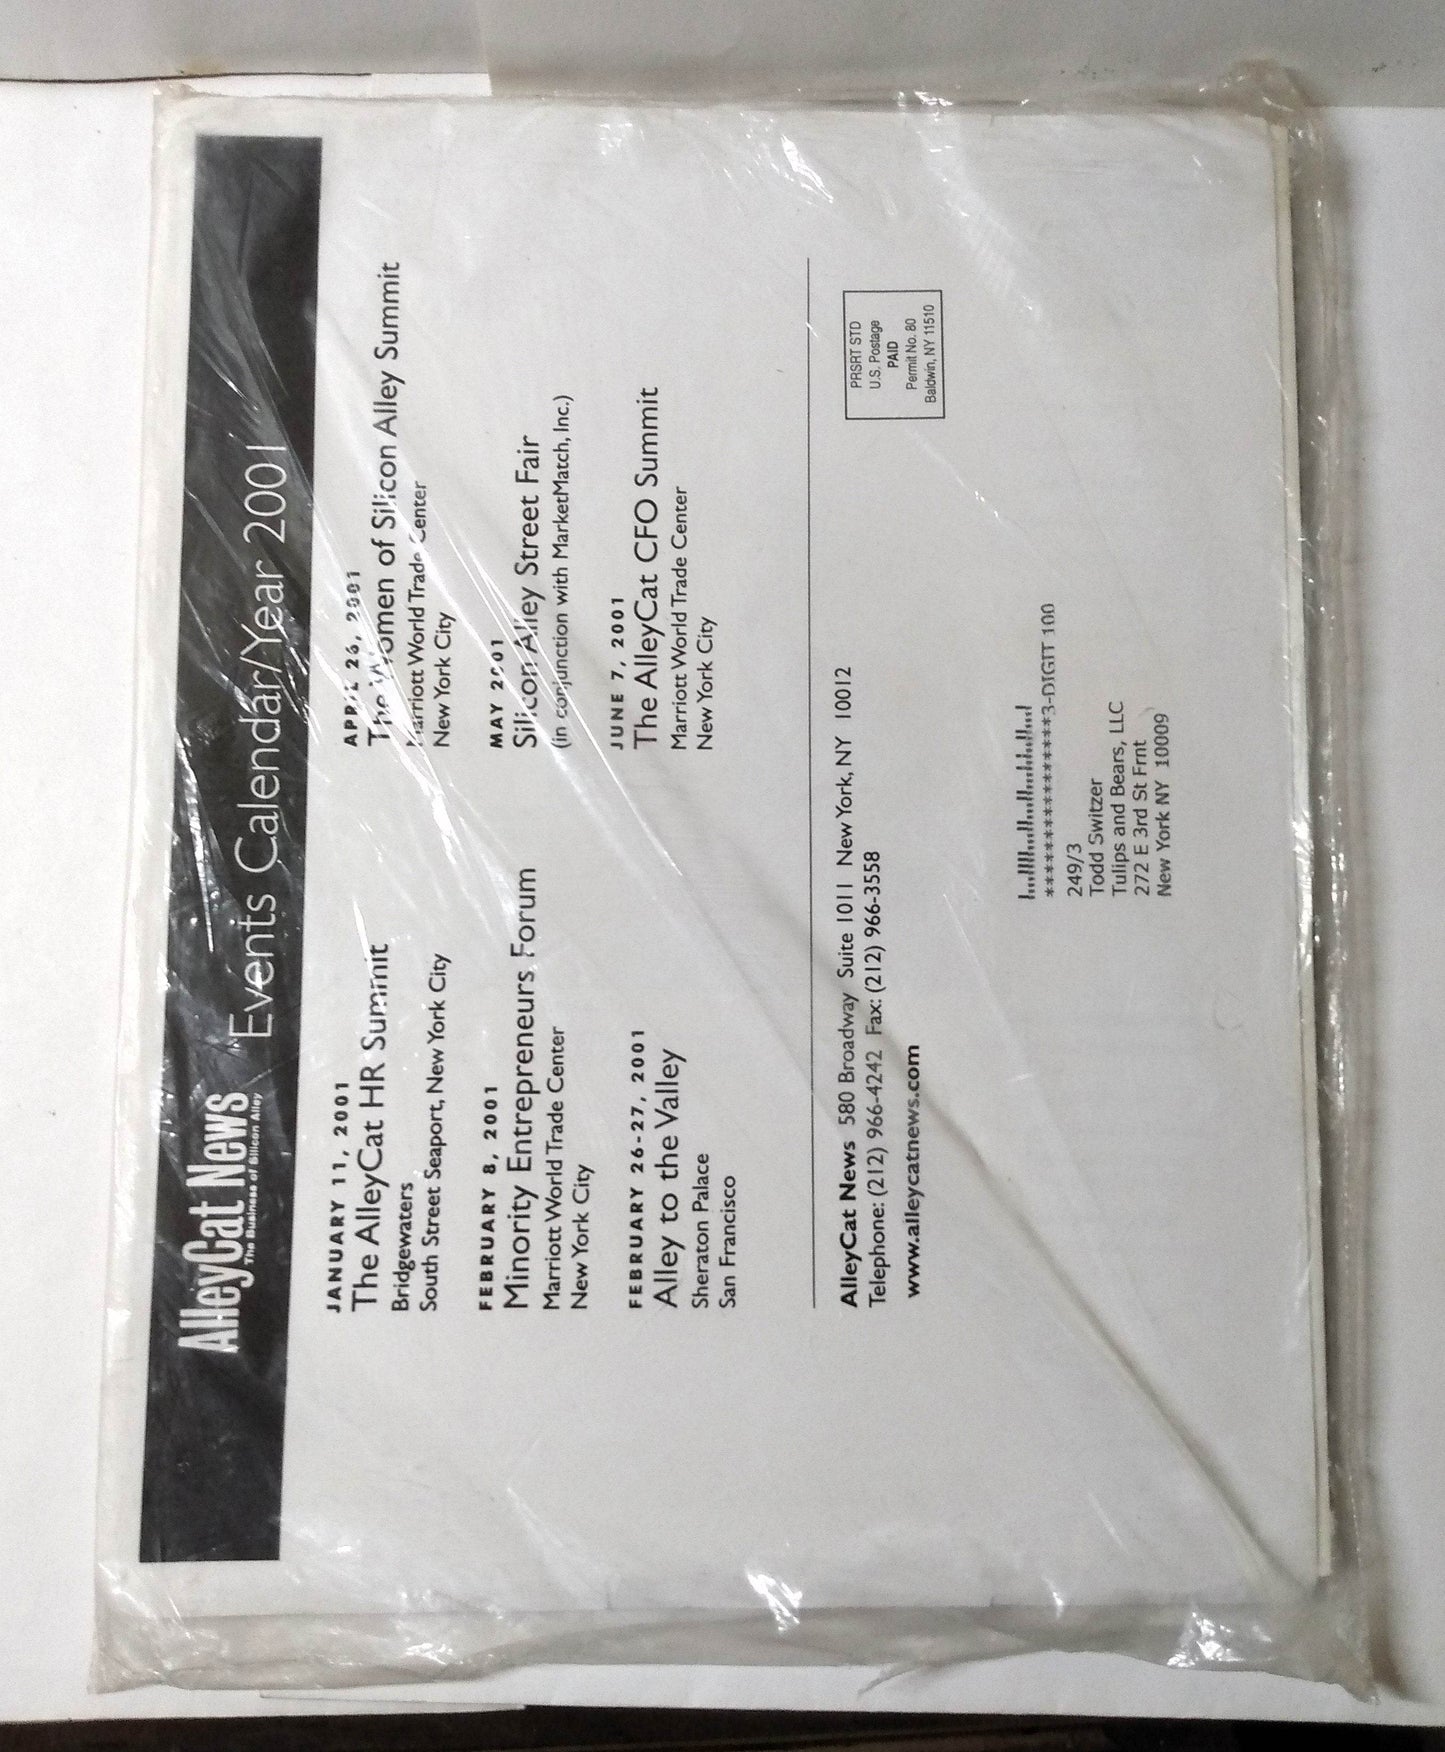 AlleyCat News
The Business of Silicon Alley
Events Calendar/Year 2001
JANUARY 11, 2001
The AlleyCat HR Summit
Bridgewaters
South Street Seaport, New York City
FEBRUARY 8, 2001
Minority Entrepreneurs Forum
Marriott World Trade Center
New York City
FEBRUARY 26-27, 2001
Alley to the Valley
Sheraton Palace
San Francisco
APRIL 26, 2001
The Women of Silicon Alley Summit
Marriott World Trade Center
New York City
MAY 2001
Silicon Alley Street Fair
(in conjunction with MarketMatch, Inc.)
JUNE 7, 2001
The AlleyCat CFO Summit
Marriott World Trade Center
New York City
AlleyCat News 580 Broadway Suite 1011 New York, NY 10012
Telephone: (212) 966-4242 Fax: (212) 966-3558
www.alleycatnews.com
PRSRT STD
U.S. Postage
PAID
Permit No. 80
Baldwin, NY 11510
******************3-DIGIT 100
249/3
Todd Switzer
Tulips and Bears, LLC
272 E 3rd St Frnt
New York NY 10009